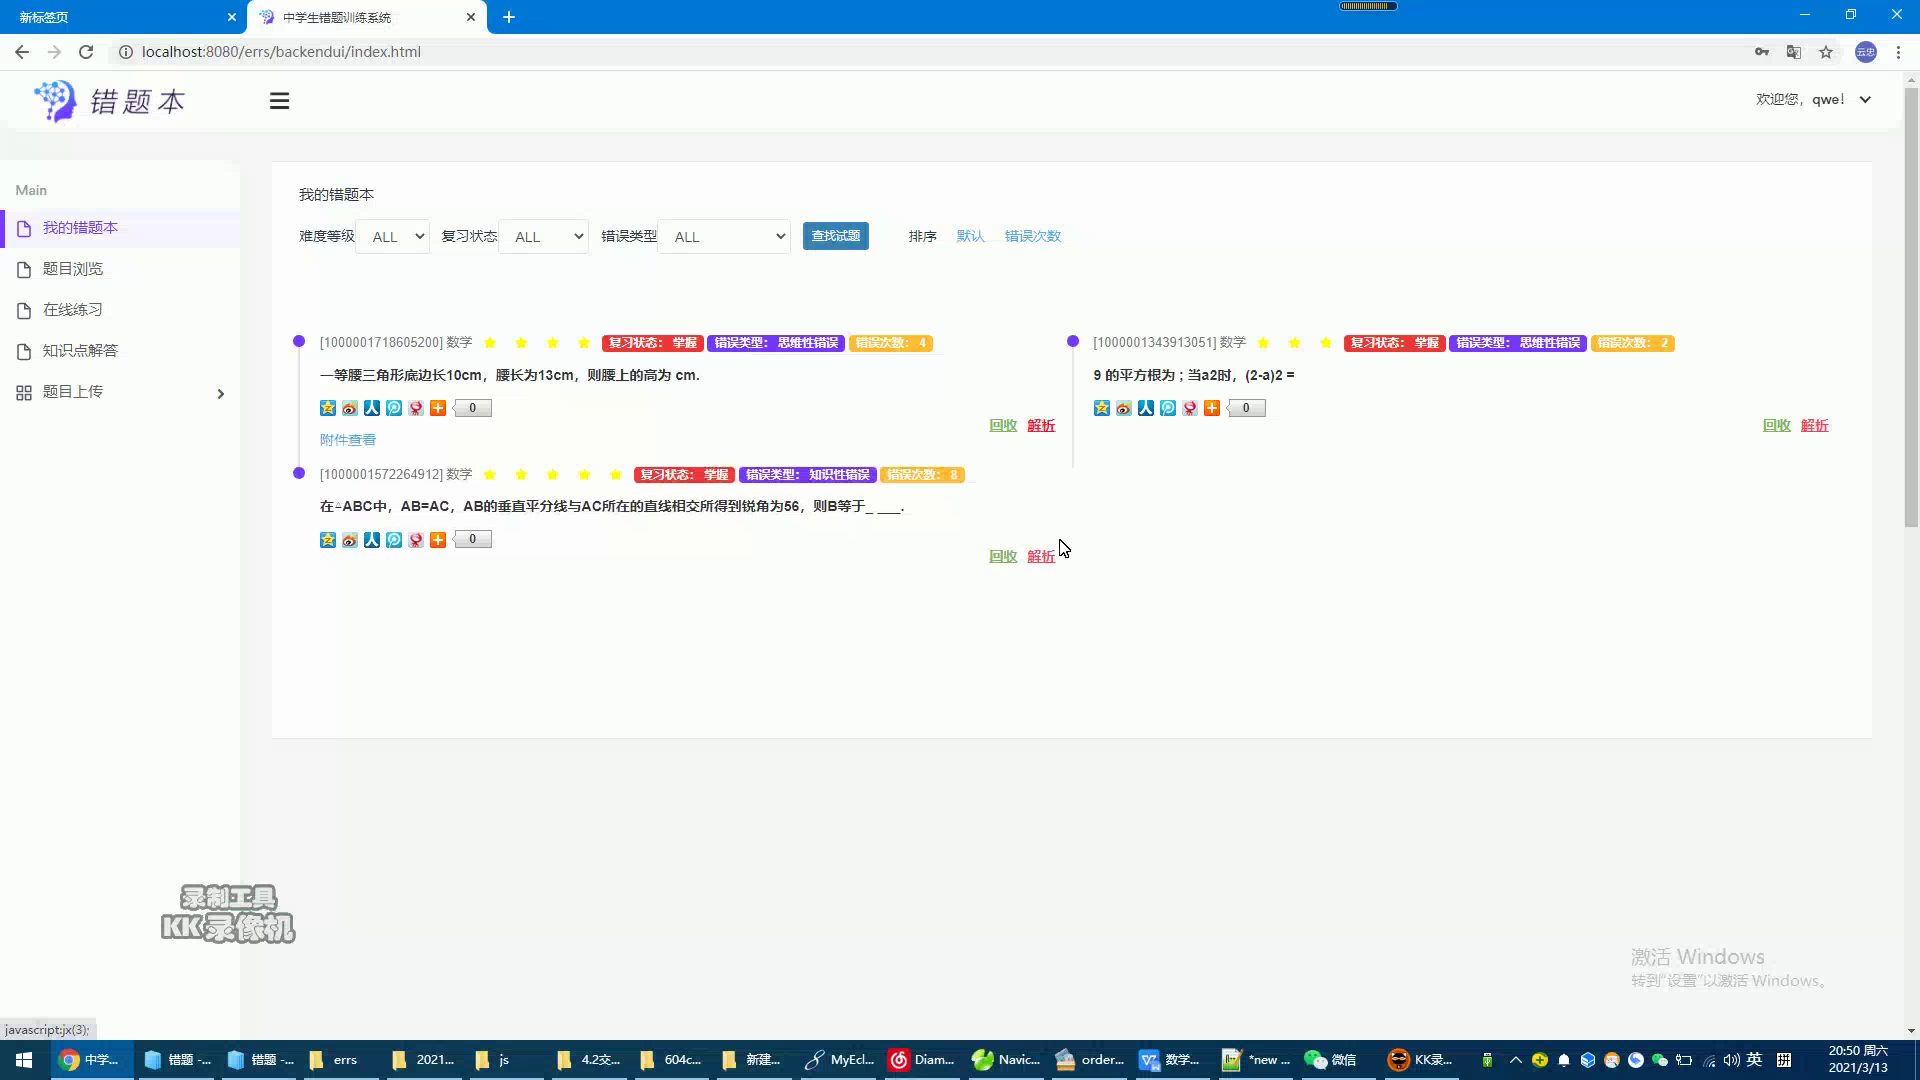 新标签页
中学生错题训练系统
localhost:8080/errs/backendui/index.html
云忠
错题本
欢迎您，qwe!
Main
我的错题本
题目浏览
在线练习
知识点解答
题目上传
我的错题本
难度等级 ALL 复习状态 ALL 错误类型 ALL 查找试题 排序 默认 错误次数
[1000001718605200] 数学 复习状态： 掌握 错误类型： 思维性错误 错误次数： 4
一等腰三角形底边长10cm，腰长为13cm，则腰上的高为 cm.
0
回收 解析
附件查看
[1000001343913051] 数学 复习状态： 掌握 错误类型： 思维性错误 错误次数： 2
9 的平方根为 ; 当a2时，(2-a)2 =
0
回收 解析
[1000001572264912] 数学 复习状态： 掌握 错误类型： 知识性错误 错误次数： 8
在△ABC中，AB=AC，AB的垂直平分线与AC所在的直线相交所得到锐角为56，则B等于_ ___.
0
回收 解析
录制工具
KK录像机
激活 Windows
转到"设置"以激活 Windows。
javascript:jx(3);
中学... 错题 -... 错题 -... errs 2021... js 4.2交... 604c... 新建... MyEcl... Diam... Navic... order... 数学... *new ... 微信 KK录... 英 拼
20:50 周六
2021/3/13